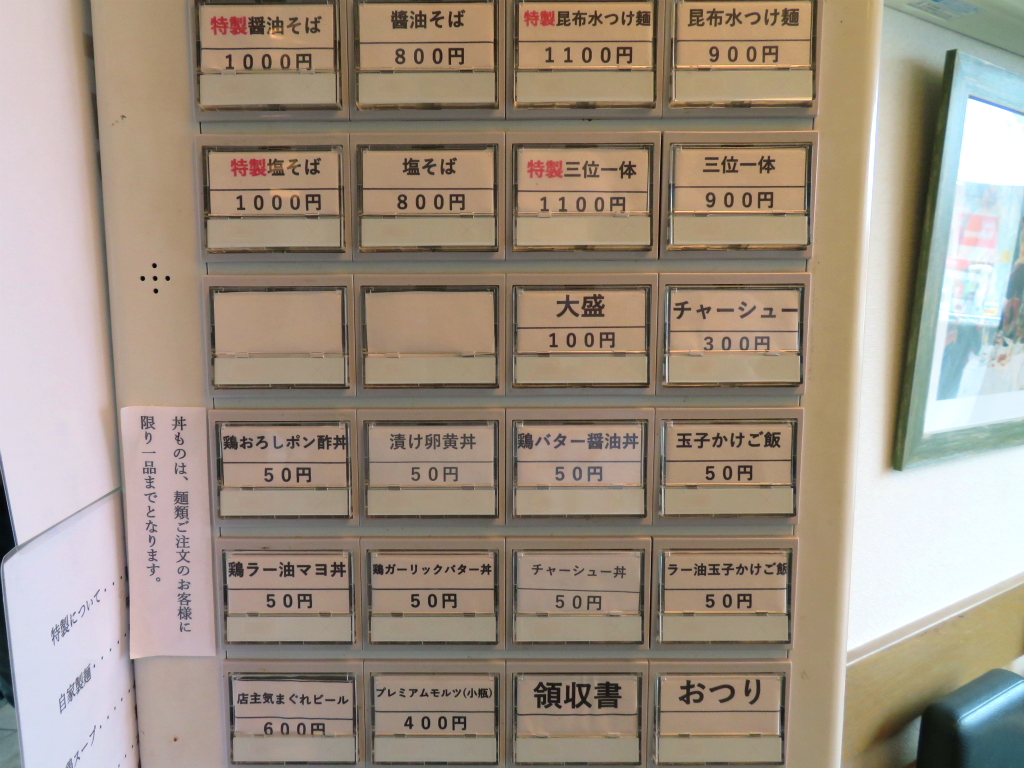 特製醤油そば
1000円
醬油そば
800円
特製昆布水つけ麺
1100円
昆布水つけ麺
900円
特製塩そば
1000円
塩そば
800円
特製三位一体
1100円
三位一体
900円
大盛
100円
チャーシュー
300円
鶏おろしポン酢丼
50円
漬け卵黄丼
50円
鶏バター醤油丼
50円
玉子かけご飯
50円
鶏ラー油マヨ丼
50円
鶏ガーリックバター丼
50円
チャーシュー丼
50円
ラー油玉子かけご飯
50円
店主気まぐれビール
600円
プレミアムモルツ(小瓶)
400円
領収書
おつり
丼ものは、麺類ご注文のお客様に
限り一品までとなります。
特製について・・・
自家製麺・・・・・
スープ・・・・